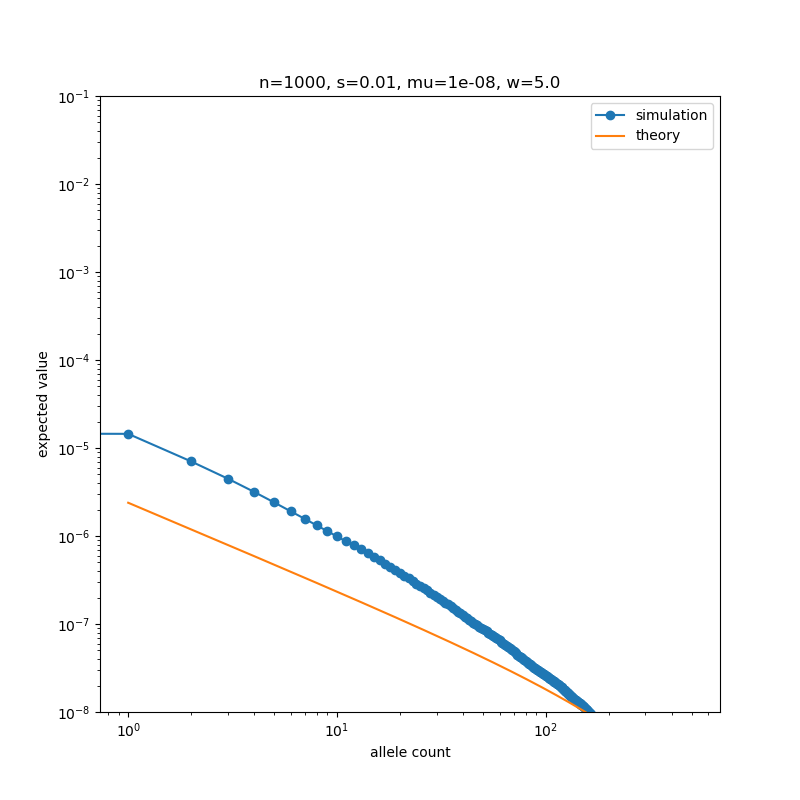 n=1000, s=0.01, mu=1e-08, w=5.0
simulation
theory
10⁻¹
10⁻²
10⁻³
10⁻⁴
10⁻⁵
10⁻⁶
10⁻⁷
10⁻⁸
expected value
10⁰ 10¹ 10²
allele count